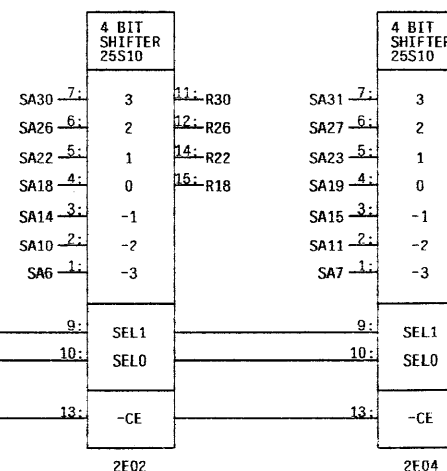 4 BIT
SHIFTER
25S10
SA30 7: 3 11: R30
SA26 6: 2 12: R26
SA22 5: 1 14: R22
SA18 4: 0 15: R18
SA14 3: -1
SA10 2: -2
SA6 1: -3
9: SEL1
10: SEL0
13: -CE
2E02
4 BIT
SHIFTER
25S10
SA31 7: 3
SA27 6: 2
SA23 5: 1
SA19 4: 0
SA15 3: -1
SA11 2: -2
SA7 1: -3
9: SEL1
10: SEL0
13: -CE
2E04